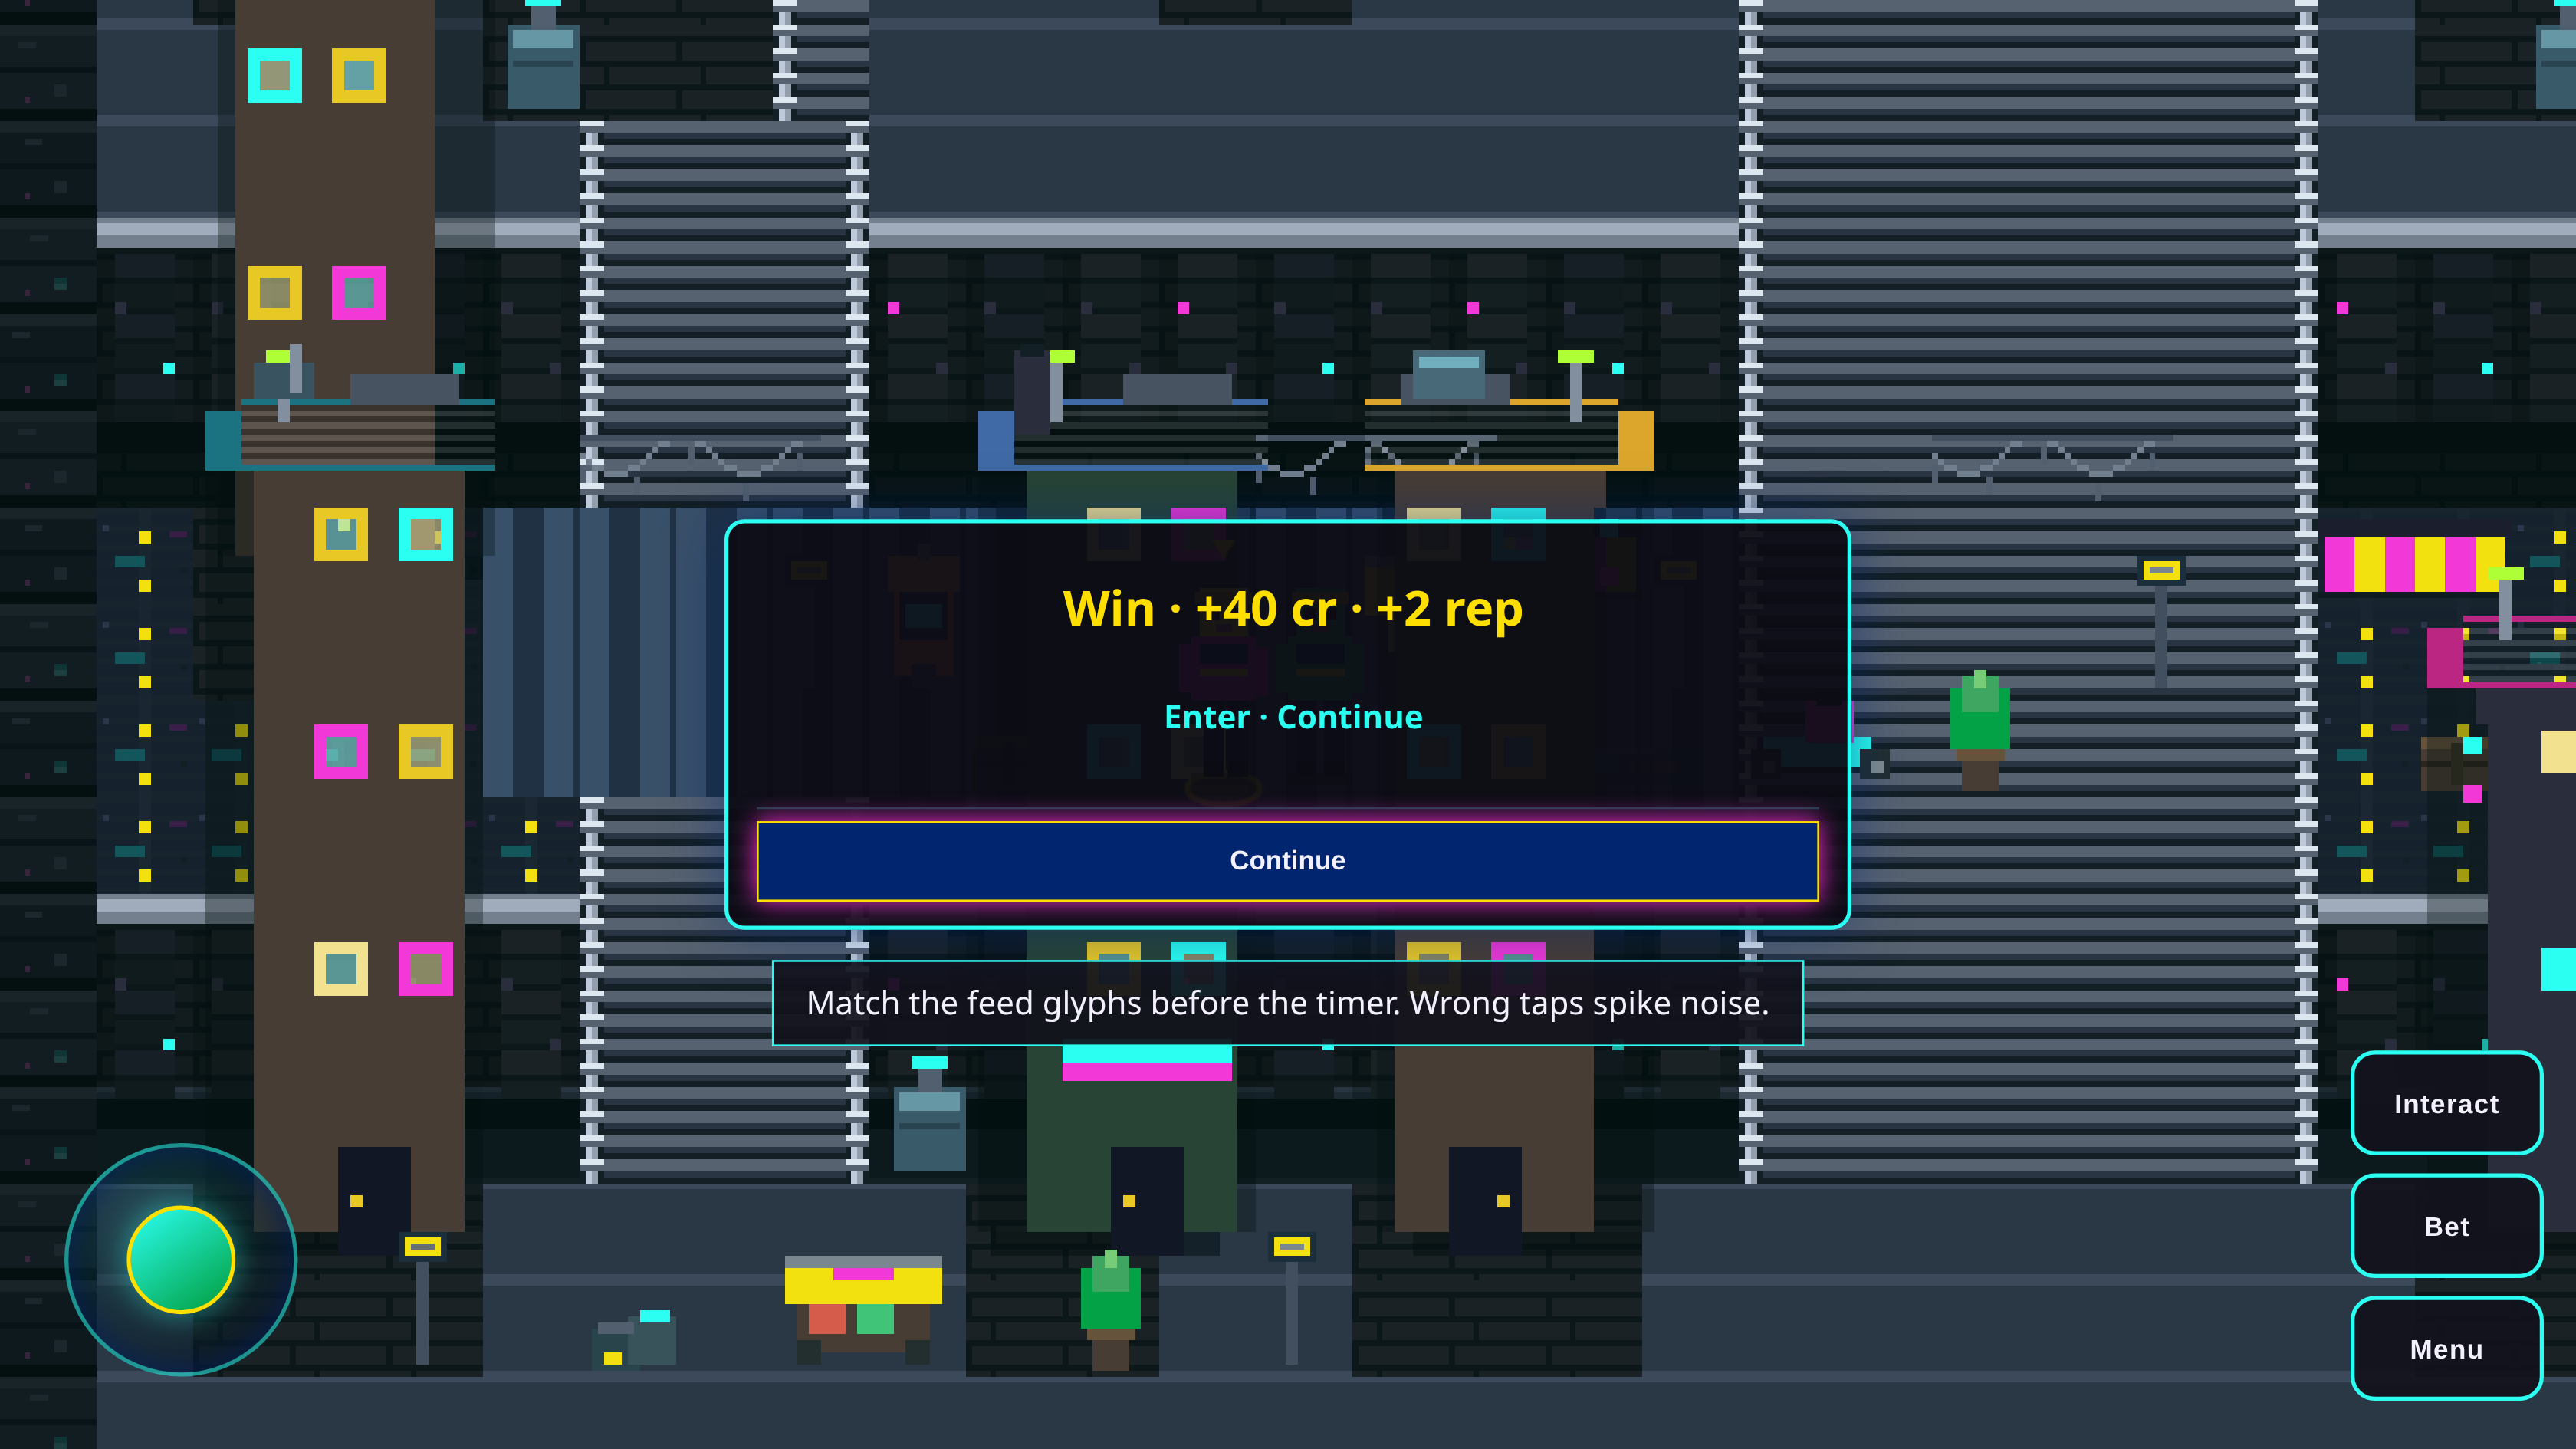 Win · +40 cr · +2 rep
Enter · Continue
Continue
Match the feed glyphs before the timer. Wrong taps spike noise.
Interact
Bet
Menu